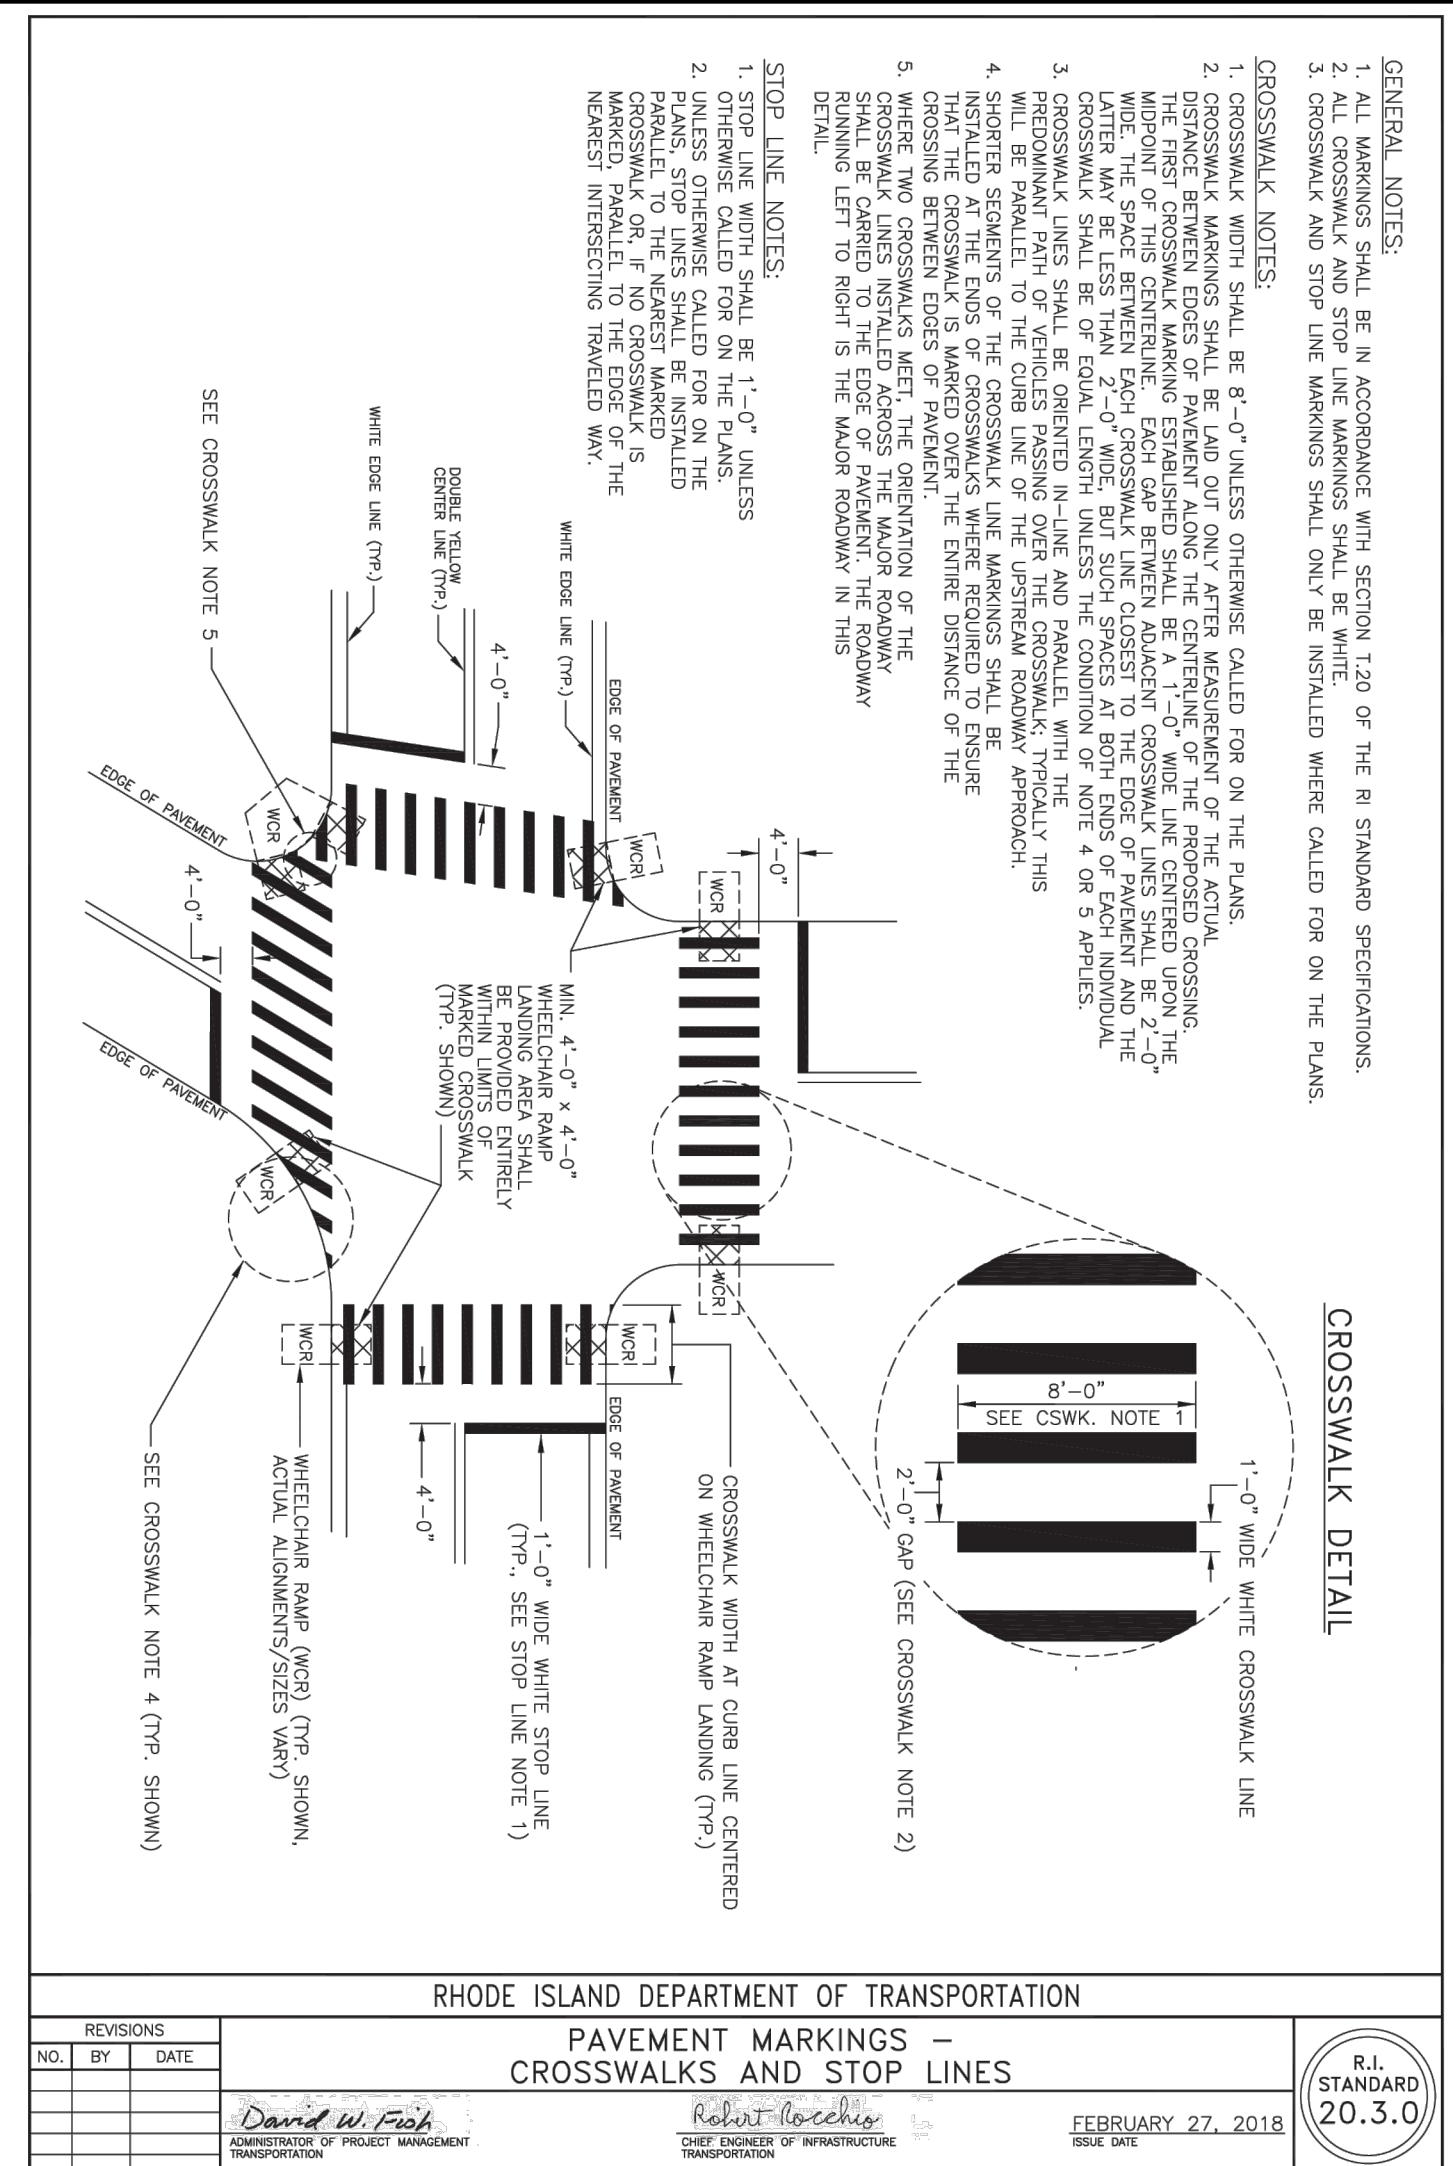 GENERAL NOTES:
1. ALL MARKINGS SHALL BE IN ACCORDANCE WITH SECTION T.20 OF THE RI STANDARD SPECIFICATIONS.
2. ALL CROSSWALK AND STOP LINE MARKINGS SHALL BE WHITE.
3. CROSSWALK AND STOP LINE MARKINGS SHALL ONLY BE INSTALLED WHERE CALLED FOR ON THE PLANS.
CROSSWALK NOTES:
1. CROSSWALK WIDTH SHALL BE 8'-0" UNLESS OTHERWISE CALLED FOR ON THE PLANS.
2. CROSSWALK MARKINGS SHALL BE LAID OUT ONLY AFTER MEASUREMENT OF THE ACTUAL
DISTANCE BETWEEN EDGES OF PAVEMENT ALONG THE CENTERLINE OF THE PROPOSED CROSSING.
THE FIRST CROSSWALK MARKING ESTABLISHED SHALL BE A 1'-0" WIDE LINE CENTERED UPON THE
MIDPOINT OF THIS CENTERLINE. EACH GAP BETWEEN ADJACENT CROSSWALK LINES SHALL BE 2'-0"
WIDE. THE SPACE BETWEEN EACH CROSSWALK LINE CLOSEST TO THE EDGE OF PAVEMENT AND THE
LATTER MAY BE LESS THAN 2'-0" WIDE, BUT SUCH SPACES AT BOTH ENDS OF EACH INDIVIDUAL
CROSSWALK SHALL BE OF EQUAL LENGTH UNLESS THE CONDITION OF NOTE 4 OR 5 APPLIES.
3. CROSSWALK LINES SHALL BE ORIENTED IN-LINE AND PARALLEL WITH THE
PREDOMINANT PATH OF VEHICLES PASSING OVER THE CROSSWALK; TYPICALLY THIS
WILL BE PARALLEL TO THE CURB LINE OF THE UPSTREAM ROADWAY APPROACH.
4. SHORTER SEGMENTS OF THE CROSSWALK LINE MARKINGS SHALL BE
INSTALLED AT THE ENDS OF CROSSWALKS WHERE REQUIRED TO ENSURE
THAT THE CROSSWALK IS MARKED OVER THE ENTIRE DISTANCE OF THE
CROSSING BETWEEN EDGES OF PAVEMENT.
5. WHERE TWO CROSSWALKS MEET, THE ORIENTATION OF THE
CROSSWALK LINES INSTALLED ACROSS THE MAJOR ROADWAY
SHALL BE CARRIED TO THE EDGE OF PAVEMENT. THE ROADWAY
RUNNING LEFT TO RIGHT IS THE MAJOR ROADWAY IN THIS
DETAIL.
STOP LINE NOTES:
1. STOP LINE WIDTH SHALL BE 1'-0" UNLESS
OTHERWISE CALLED FOR ON THE PLANS.
2. UNLESS OTHERWISE CALLED FOR ON THE
PLANS, STOP LINES SHALL BE INSTALLED
PARALLEL TO THE NEAREST MARKED
CROSSWALK OR, IF NO CROSSWALK IS
MARKED, PARALLEL TO THE EDGE OF THE
NEAREST INTERSECTING TRAVELED WAY.
CROSSWALK DETAIL
1'-0" WIDE WHITE CROSSWALK LINE
8'-0"
SEE CSWK. NOTE 1
2'-0" GAP (SEE CROSSWALK NOTE 2)
4'-0"
WCR
WCR
CROSSWALK WIDTH AT CURB LINE CENTERED
ON WHEELCHAIR RAMP LANDING (TYP.)
EDGE OF PAVEMENT
WHITE EDGE LINE (TYP.)
WCR
WCR
EDGE OF PAVEMENT
MIN. 4'-0" x 4'-0"
WHEELCHAIR RAMP
LANDING AREA SHALL
BE PROVIDED ENTIRELY
WITHIN LIMITS OF
MARKED CROSSWALK
(TYP. SHOWN)
1'-0" WIDE WHITE STOP LINE
(TYP., SEE STOP LINE NOTE 1)
4'-0"
DOUBLE YELLOW
CENTER LINE (TYP.)
4'-0"
WHITE EDGE LINE (TYP.)
WCR
WCR
WCR
WHEELCHAIR RAMP (WCR) (TYP. SHOWN,
ACTUAL ALIGNMENTS/SIZES VARY)
SEE CROSSWALK NOTE 5
4'-0"
EDGE OF PAVEMENT
EDGE OF PAVEMENT
SEE CROSSWALK NOTE 4 (TYP. SHOWN)
RHODE ISLAND DEPARTMENT OF TRANSPORTATION
REVISIONS
NO. BY DATE
PAVEMENT MARKINGS -
CROSSWALKS AND STOP LINES
David W. Fish
ADMINISTRATOR OF PROJECT MANAGEMENT
TRANSPORTATION
Robert Rocchio
CHIEF ENGINEER OF INFRASTRUCTURE
TRANSPORTATION
FEBRUARY 27, 2018
ISSUE DATE
R.I.
STANDARD
20.3.0